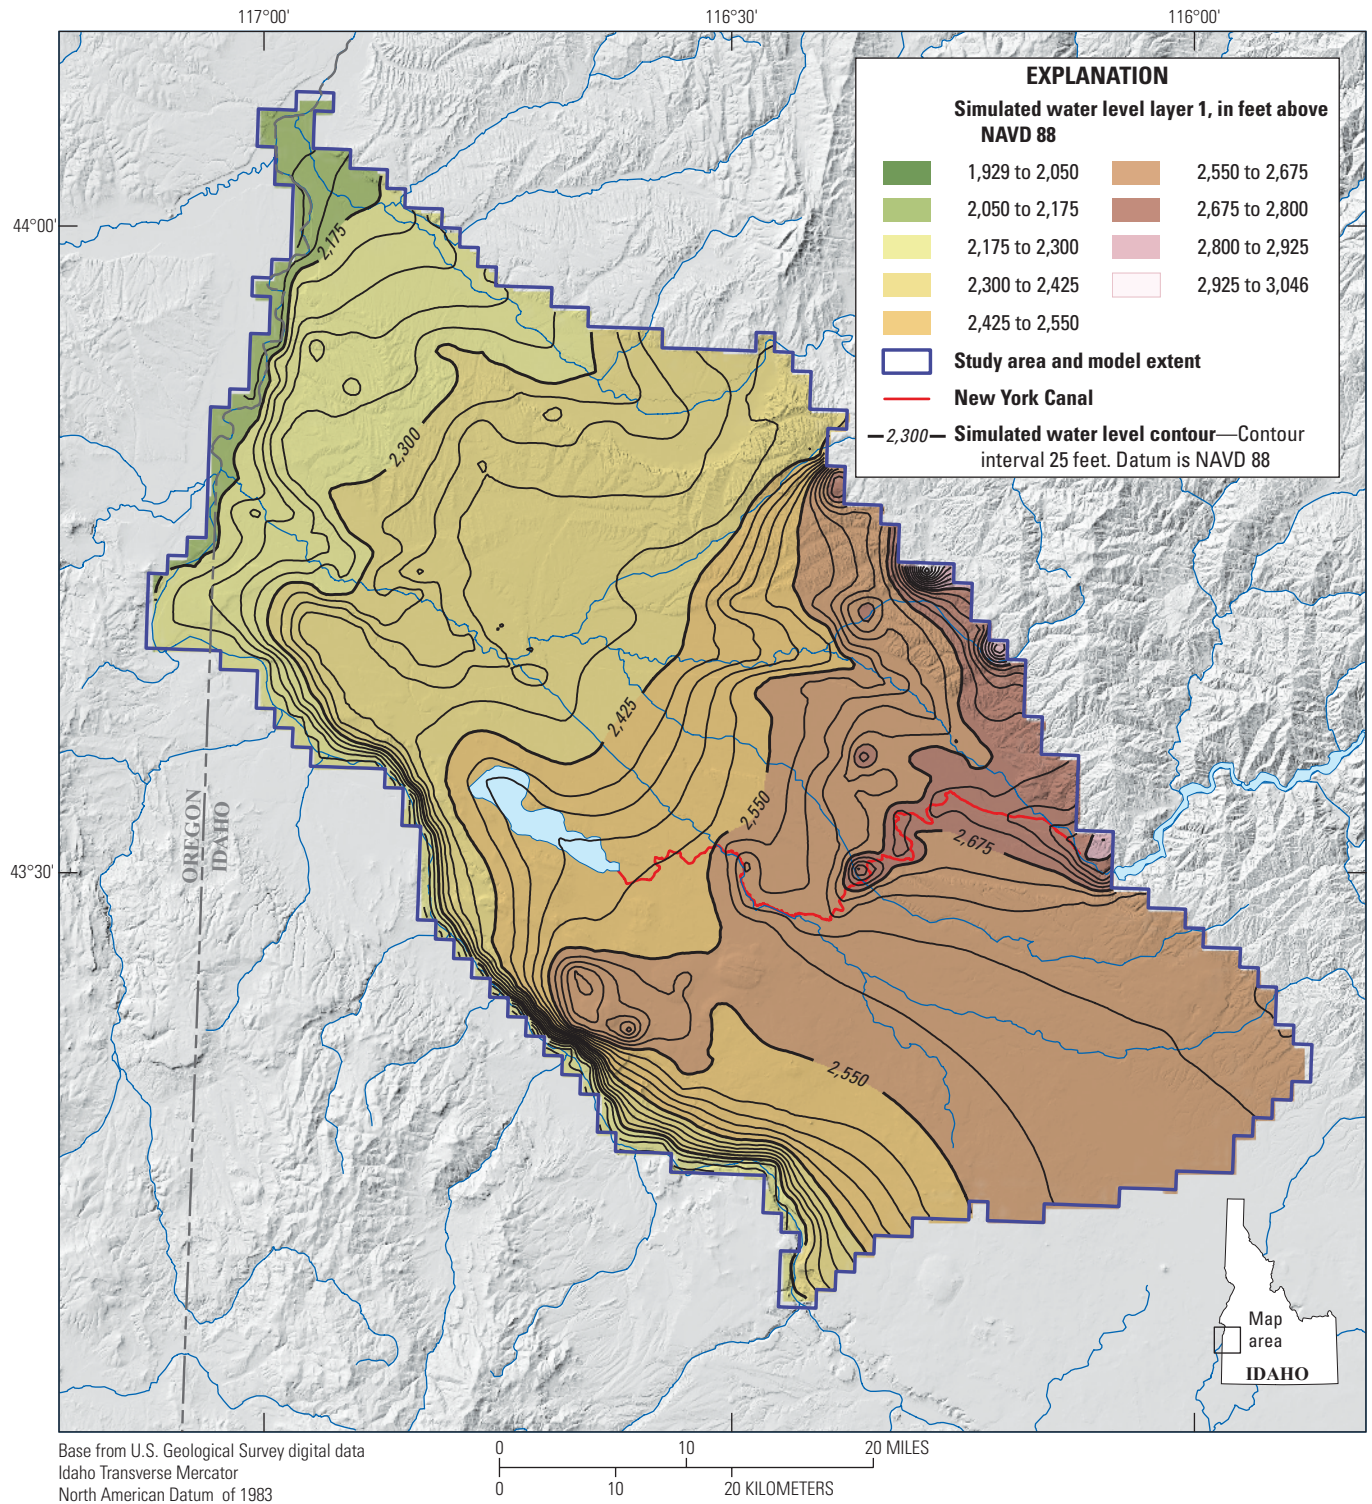 117°00'
116°30'
116°00'
EXPLANATION
Simulated water level layer 1, in feet above
NAVD 88
1,929 to 2,050
2,050 to 2,175
2,175 to 2,300
2,300 to 2,425
2,425 to 2,550
2,550 to 2,675
2,675 to 2,800
2,800 to 2,925
2,925 to 3,046
Study area and model extent
New York Canal
2,300
Simulated water level contour—Contour
interval 25 feet. Datum is NAVD 88
44°00'
43°30'
2,175
2,300
2,425
2,550
2,675
2,550
OREGON
IDAHO
Map
area
IDAHO
Base from U.S. Geological Survey digital data
Idaho Transverse Mercator
North American Datum of 1983
0
10
20 MILES
0
10
20 KILOMETERS